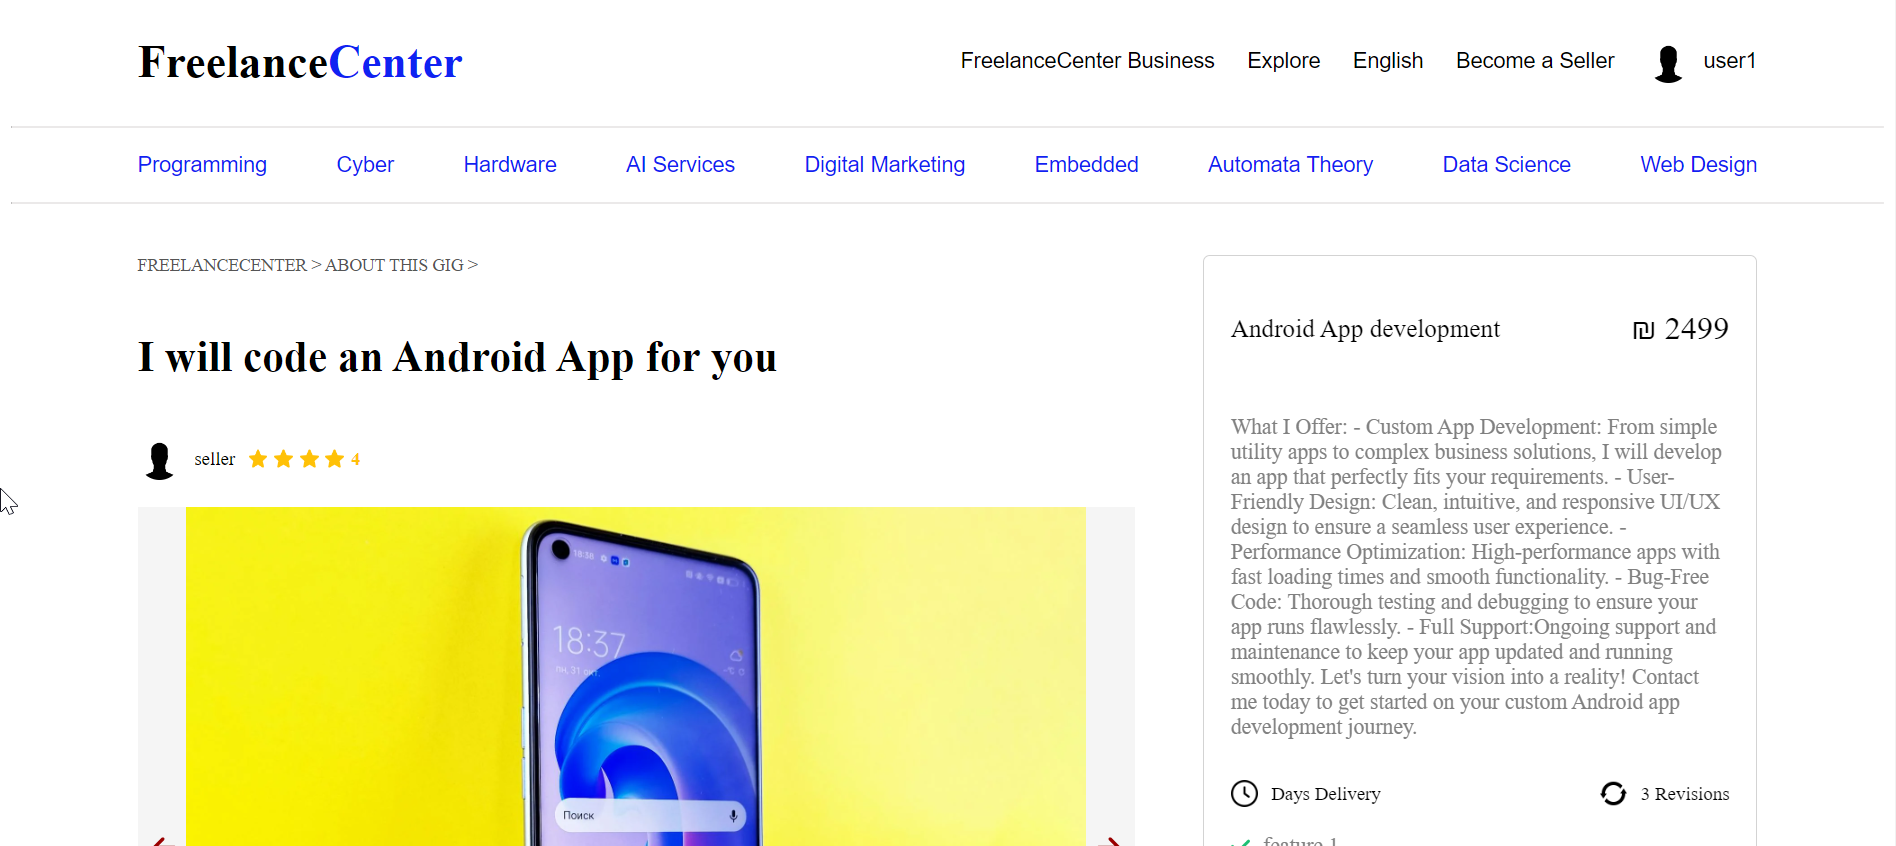 FreelanceCenter
FreelanceCenter Business Explore English Become a Seller user1
Programming Cyber Hardware AI Services Digital Marketing Embedded Automata Theory Data Science Web Design
FREELANCECENTER > ABOUT THIS GIG >
I will code an Android App for you
seller 4
18:38
18:37
пн, 31 окт
Поиск
Android App development ₪ 2499
What I Offer: - Custom App Development: From simple
utility apps to complex business solutions, I will develop
an app that perfectly fits your requirements. - User-
Friendly Design: Clean, intuitive, and responsive UI/UX
design to ensure a seamless user experience. -
Performance Optimization: High-performance apps with
fast loading times and smooth functionality. - Bug-Free
Code: Thorough testing and debugging to ensure your
app runs flawlessly. - Full Support:Ongoing support and
maintenance to keep your app updated and running
smoothly. Let's turn your vision into a reality! Contact
me today to get started on your custom Android app
development journey.
Days Delivery 3 Revisions
feature 1